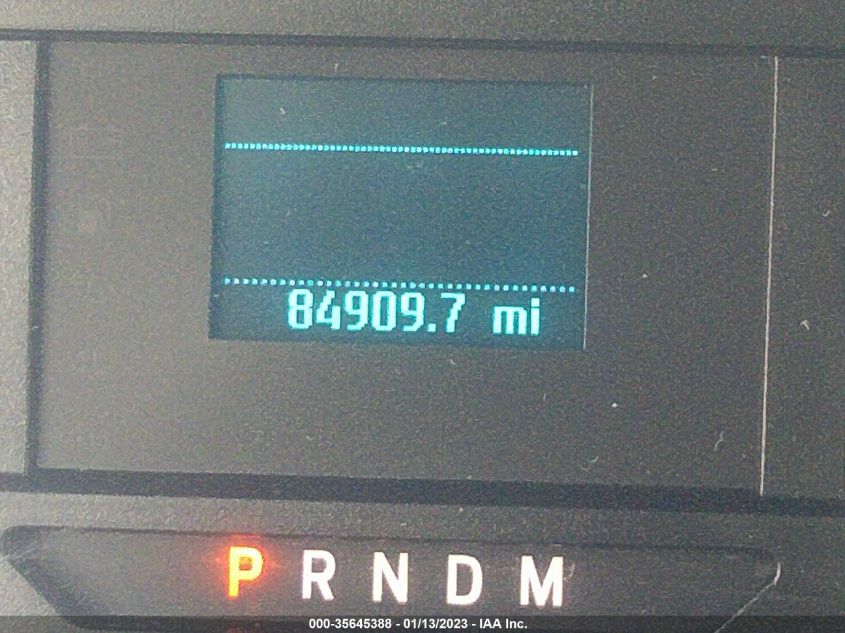 84909.7 mi
P R N D M
000-35645388 - 01/13/2023 - IAA Inc.